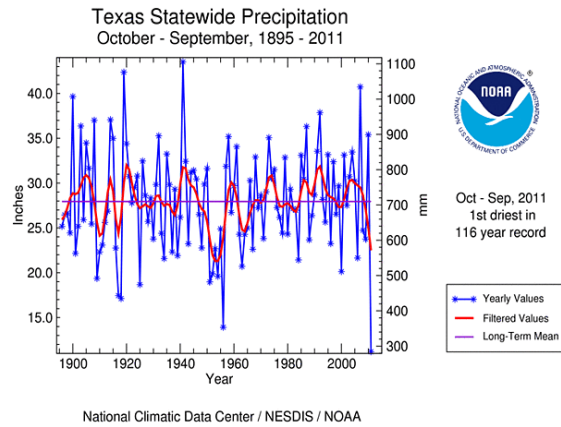 Texas Statewide Precipitation
October - September, 1895 - 2011
Inches
40.0
35.0
30.0
25.0
20.0
15.0
1100
1000
900
800
700
600
500
400
300
mm
1900 1920 1940 1960 1980 2000
Year
NATIONAL OCEANIC AND ATMOSPHERIC ADMINISTRATION
NOAA
U.S. DEPARTMENT OF COMMERCE
®
Oct - Sep, 2011
1st driest in
116 year record
Yearly Values
Filtered Values
Long-Term Mean
National Climatic Data Center / NESDIS / NOAA